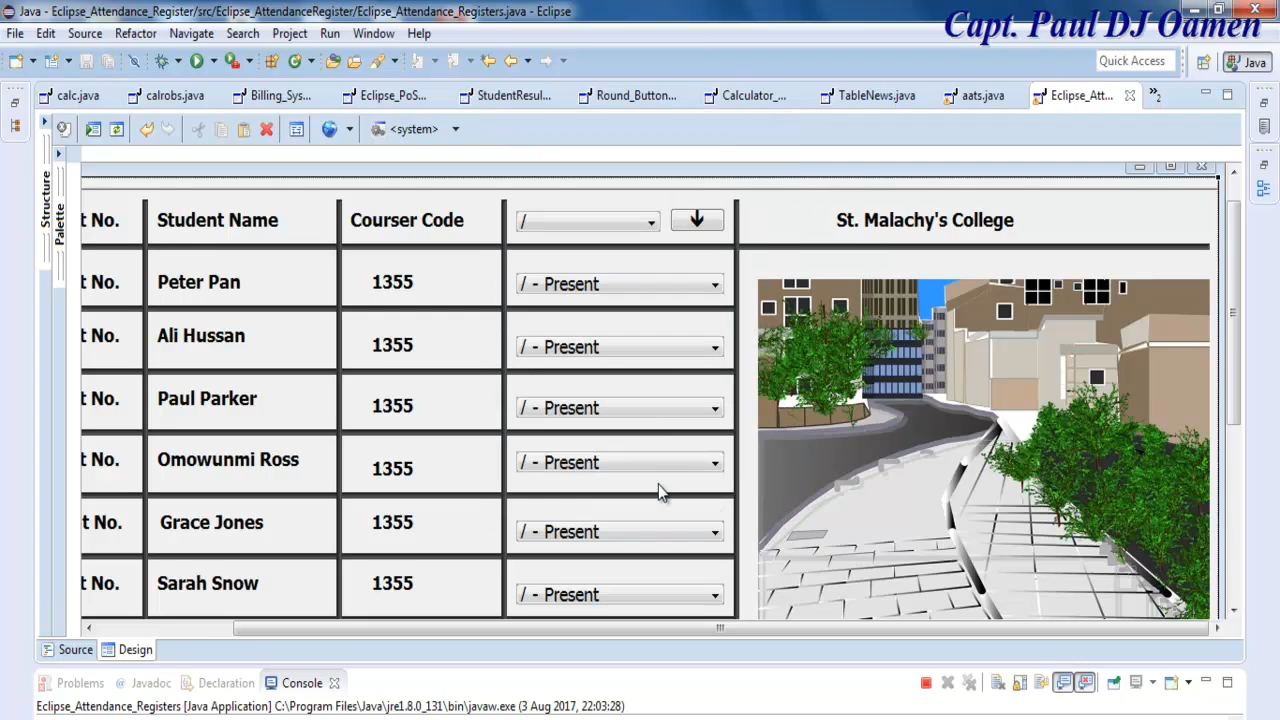 Java - Eclipse_Attendance_Register/src/Eclipse_AttendanceRegister/Eclipse_Attendance_Registers.java - Eclipse
Capt. Paul DJ Oamen
File Edit Source Refactor Navigate Search Project Run Window Help
Quick Access
Java
calc.java calrobs.java Billing_Sys... Eclipse_PoS... StudentResul... Round_Button... Calculator_... TableNews.java aats.java Eclipse_Att... »2
<system>
Structure
Palette
t No. Student Name Courser Code / St. Malachy's College
t No. Peter Pan 1355 / - Present
t No. Ali Hussan 1355 / - Present
t No. Paul Parker 1355 / - Present
t No. Omowunmi Ross 1355 / - Present
t No. Grace Jones 1355 / - Present
t No. Sarah Snow 1355 / - Present
Source Design
Problems @ Javadoc Declaration Console
Eclipse_Attendance_Registers [Java Application] C:\Program Files\Java\jre1.8.0_131\bin\javaw.exe (3 Aug 2017, 22:03:28)